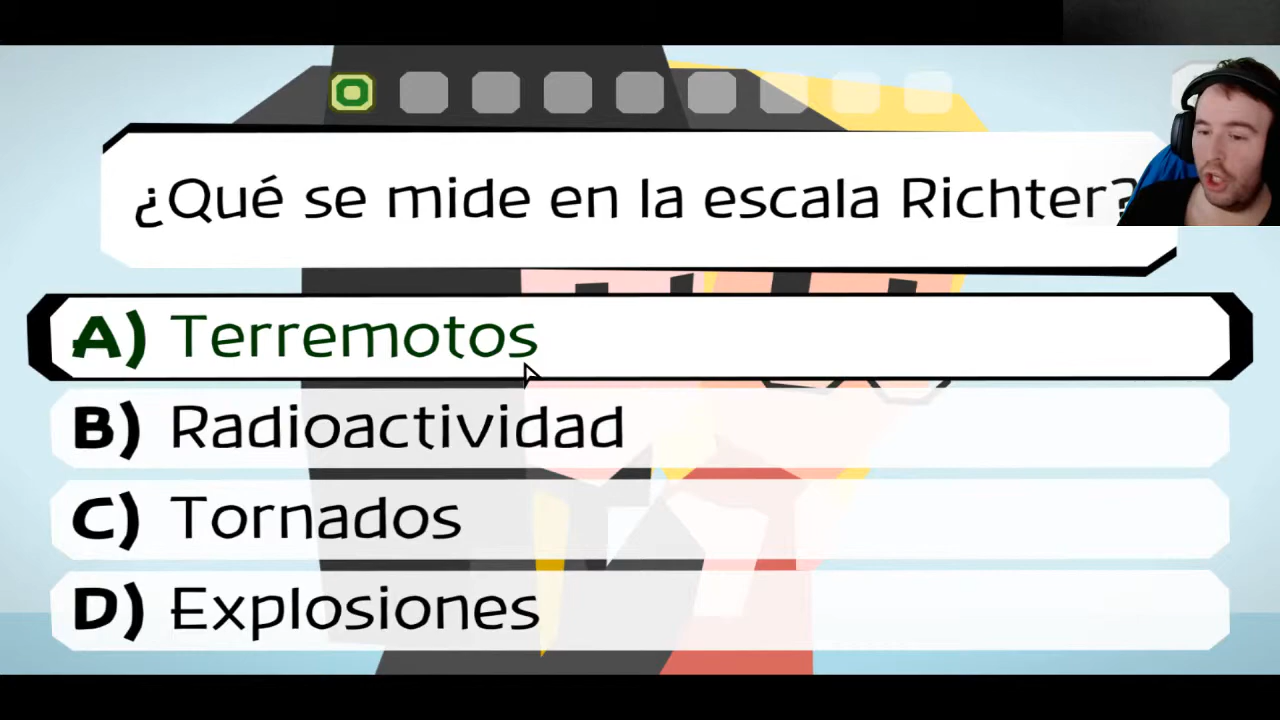 ¿Qué se mide en la escala Richter?
A) Terremotos
B) Radioactividad
C) Tornados
D) Explosiones